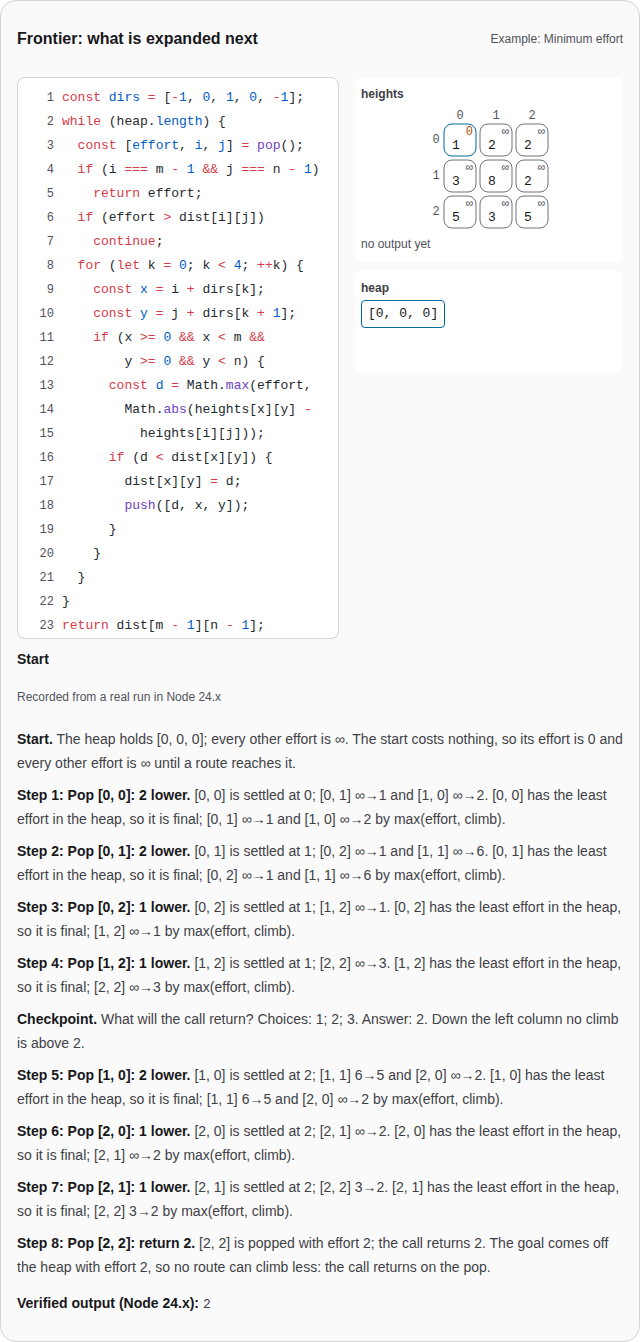 Frontier: what is expanded next
Example: Minimum effort
1 const dirs = [-1, 0, 1, 0, -1];
2 while (heap.length) {
3   const [effort, i, j] = pop();
4   if (i === m - 1 && j === n - 1)
5     return effort;
6   if (effort > dist[i][j])
7     continue;
8   for (let k = 0; k < 4; ++k) {
9     const x = i + dirs[k];
10     const y = j + dirs[k + 1];
11     if (x >= 0 && x < m &&
12         y >= 0 && y < n) {
13       const d = Math.max(effort,
14         Math.abs(heights[x][y] -
15           heights[i][j]));
16       if (d < dist[x][y]) {
17         dist[x][y] = d;
18         push([d, x, y]);
19       }
20     }
21   }
22 }
23 return dist[m - 1][n - 1];
heights
0 1 2
0 1 0 2 ∞ 2 ∞
1 3 ∞ 8 ∞ 2 ∞
2 5 ∞ 3 ∞ 5 ∞
no output yet
heap
[0, 0, 0]
Start
Recorded from a real run in Node 24.x
Start. The heap holds [0, 0, 0]; every other effort is ∞. The start costs nothing, so its effort is 0 and
every other effort is ∞ until a route reaches it.
Step 1: Pop [0, 0]: 2 lower. [0, 0] is settled at 0; [0, 1] ∞→1 and [1, 0] ∞→2. [0, 0] has the least
effort in the heap, so it is final; [0, 1] ∞→1 and [1, 0] ∞→2 by max(effort, climb).
Step 2: Pop [0, 1]: 2 lower. [0, 1] is settled at 1; [0, 2] ∞→1 and [1, 1] ∞→6. [0, 1] has the least
effort in the heap, so it is final; [0, 2] ∞→1 and [1, 1] ∞→6 by max(effort, climb).
Step 3: Pop [0, 2]: 1 lower. [0, 2] is settled at 1; [1, 2] ∞→1. [0, 2] has the least effort in the heap,
so it is final; [1, 2] ∞→1 by max(effort, climb).
Step 4: Pop [1, 2]: 1 lower. [1, 2] is settled at 1; [2, 2] ∞→3. [1, 2] has the least effort in the heap,
so it is final; [2, 2] ∞→3 by max(effort, climb).
Checkpoint. What will the call return? Choices: 1; 2; 3. Answer: 2. Down the left column no climb
is above 2.
Step 5: Pop [1, 0]: 2 lower. [1, 0] is settled at 2; [1, 1] 6→5 and [2, 0] ∞→2. [1, 0] has the least
effort in the heap, so it is final; [1, 1] 6→5 and [2, 0] ∞→2 by max(effort, climb).
Step 6: Pop [2, 0]: 1 lower. [2, 0] is settled at 2; [2, 1] ∞→2. [2, 0] has the least effort in the heap,
so it is final; [2, 1] ∞→2 by max(effort, climb).
Step 7: Pop [2, 1]: 1 lower. [2, 1] is settled at 2; [2, 2] 3→2. [2, 1] has the least effort in the heap,
so it is final; [2, 2] 3→2 by max(effort, climb).
Step 8: Pop [2, 2]: return 2. [2, 2] is popped with effort 2; the call returns 2. The goal comes off
the heap with effort 2, so no route can climb less: the call returns on the pop.
Verified output (Node 24.x): 2